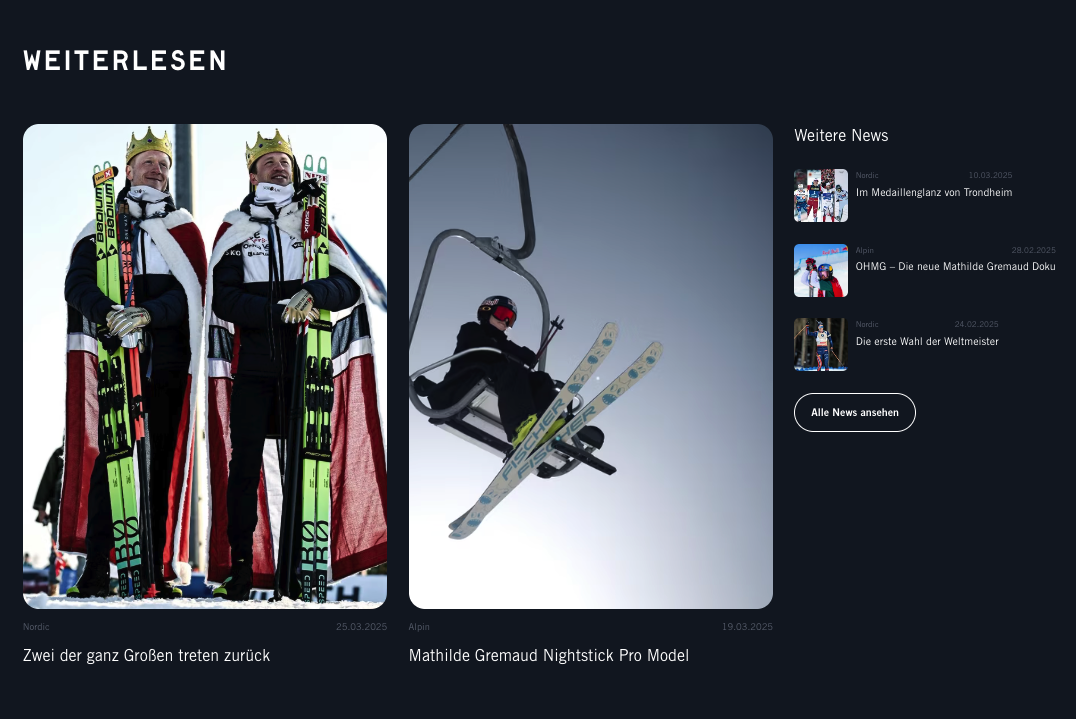 WEITERLESEN
FISCHER
FISCHER
Nordic
25.03.2025
Zwei der ganz Großen treten zurück
Alpin
19.03.2025
Mathilde Gremaud Nightstick Pro Model
Weitere News
Nordic
10.03.2025
Im Medaillenglanz von Trondheim
Alpin
28.02.2025
OHMG – Die neue Mathilde Gremaud Doku
Nordic
24.02.2025
Die erste Wahl der Weltmeister
Alle News ansehen